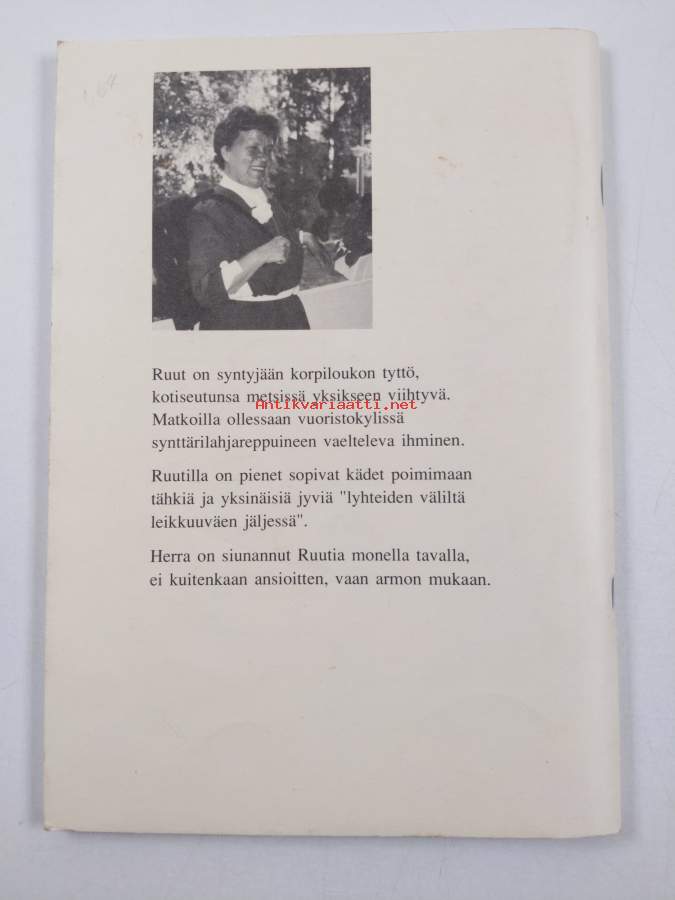 Ruut on syntyjään korpiloukon tyttö,
kotiseutunsa metsissä yksikseen viihtyvä.
Antikvariaatti.net
Matkoilla ollessaan vuoristokylissä
synttärilahjareppuineen vaelteleva ihminen.
Ruutilla on pienet sopivat kädet poimimaan
tähkiä ja yksinäisiä jyviä "lyhteiden väliltä
leikkuuväen jäljessä".
Herra on siunannut Ruutia monella tavalla,
ei kuitenkaan ansioitten, vaan armon mukaan.